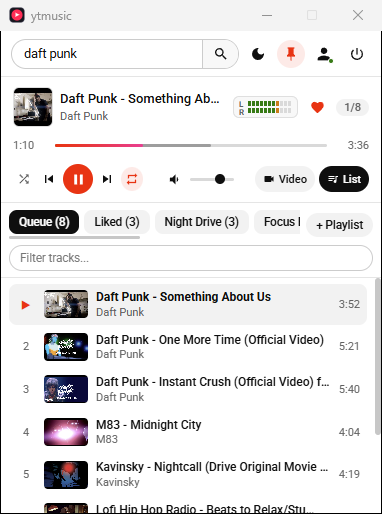 ytmusic
daft punk
Daft Punk - Something Ab...
Daft Punk
L
R
1/8
1:10
3:36
Video
List
Queue (8)
Liked (3)
Night Drive (3)
Focus
+ Playlist
Filter tracks...
Daft Punk - Something About Us
Daft Punk
3:52
2
Daft Punk - One More Time (Official Video)
Daft Punk
5:21
3
Daft Punk - Instant Crush (Official Video) f...
Daft Punk
5:40
4
M83 - Midnight City
M83
4:04
5
Kavinsky - Nightcall (Drive Original Movie ...
Kavinsky
4:19
Lofi Hip Hop Radio - Beats to Relax/Stu...